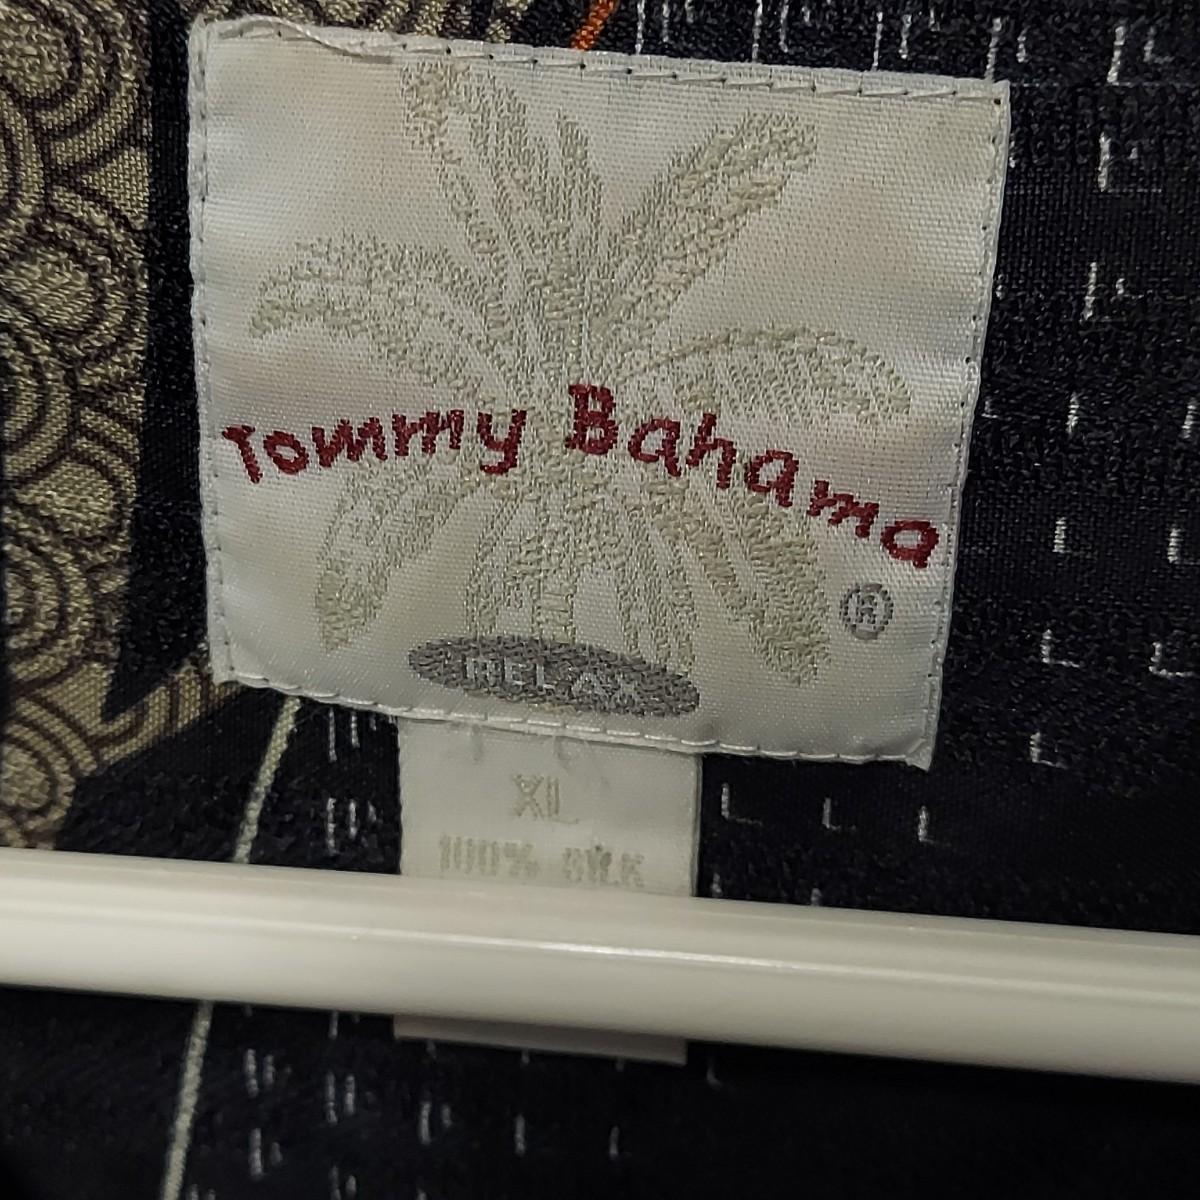 Tommy Bahama
®
RELAX
XL
100% SILK